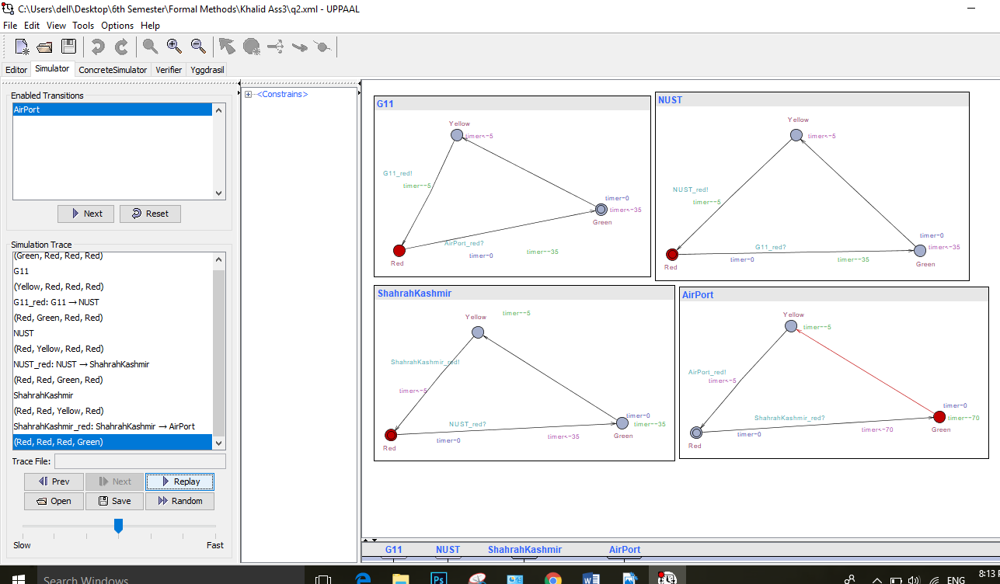 C:\Users\dell\Desktop\6th Semester\Formal Methods\Khalid Ass3\q2.xml - UPPAAL
File Edit View Tools Options Help
Editor Simulator ConcreteSimulator Verifier Yggdrasil
Enabled Transitions
AirPort
Next Reset
Simulation Trace
(Green, Red, Red, Red)
G11
(Yellow, Red, Red, Red)
G11_red: G11 → NUST
(Red, Green, Red, Red)
NUST
(Red, Yellow, Red, Red)
NUST_red: NUST → ShahrahKashmir
(Red, Red, Green, Red)
ShahrahKashmir
(Red, Red, Yellow, Red)
ShahrahKashmir_red: ShahrahKashmir → AirPort
(Red, Red, Red, Green)
Trace File:
Prev Next Replay
Open Save Random
Slow Fast
<Constrains>
G11
Yellow
timer<=5
G11_red!
timer==5
timer=0
timer<=35
Green
AirPort_red?
timer==35
timer=0
Red
NUST
Yellow
timer<=5
NUST_red!
timer==5
timer=0
timer<=35
G11_red?
timer=0
timer==35
Green
Red
ShahrahKashmir
timer==5
Yellow
ShahrahKashmir_red!
timer<=5
timer=0
NUST_red?
timer==35
timer=0
timer<=35
Green
Red
AirPort
Yellow
timer==5
AirPort_red!
timer<=5
timer=0
ShahrahKashmir_red?
timer==70
timer=0
timer<=70
Green
Red
G11 NUST ShahrahKashmir AirPort
Search Windows
ENG
8:13